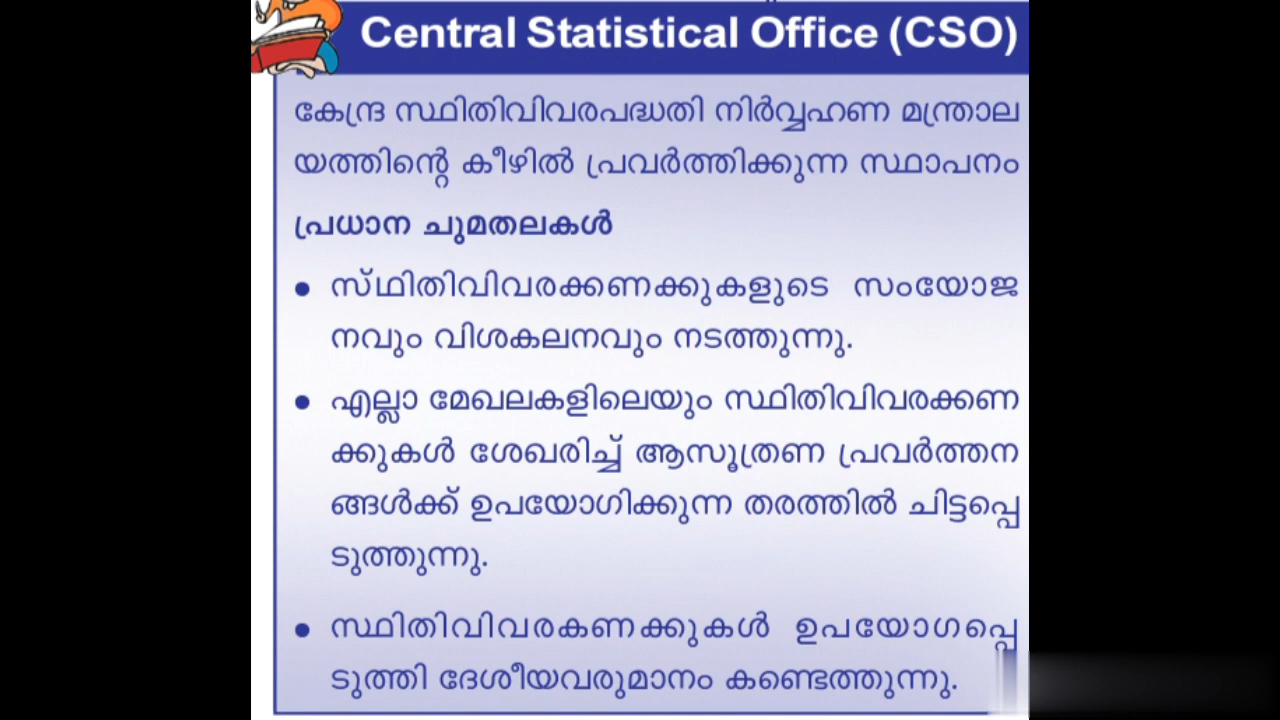 Central Statistical Office (CSO)
കേന്ദ്ര സ്ഥിതിവിവരപദ്ധതി നിർവ്വഹണ മന്ത്രാല
യത്തിന്റെ കീഴിൽ പ്രവർത്തിക്കുന്ന സ്ഥാപനം
പ്രധാന ചുമതലകൾ
• സ്ഥിതിവിവരക്കണക്കുകളുടെ സംയോജ
നവും വിശകലനവും നടത്തുന്നു.
• എല്ലാ മേഖലകളിലെയും സ്ഥിതിവിവരക്കണ
ക്കുകൾ ശേഖരിച്ച് ആസൂത്രണ പ്രവർത്തന
ങ്ങൾക്ക് ഉപയോഗിക്കുന്ന തരത്തിൽ ചിട്ടപ്പെ
ടുത്തുന്നു.
• സ്ഥിതിവിവരകണക്കുകൾ ഉപയോഗപ്പെ
ടുത്തി ദേശീയവരുമാനം കണ്ടെത്തുന്നു.